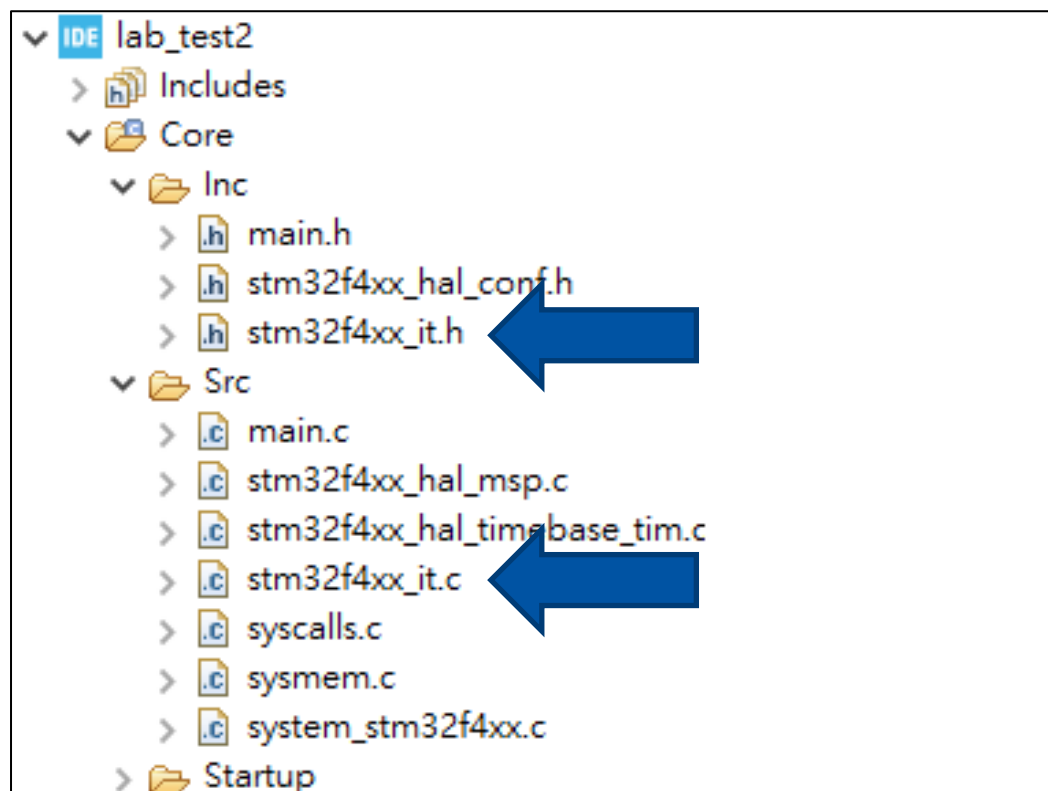 IDE lab_test2
h Includes
c Core
Inc
.h main.h
.h stm32f4xx_hal_conf.h
.h stm32f4xx_it.h
Src
.c main.c
.c stm32f4xx_hal_msp.c
.c stm32f4xx_hal_timebase_tim.c
.c stm32f4xx_it.c
.c syscalls.c
.c sysmem.c
.c system_stm32f4xx.c
Startup